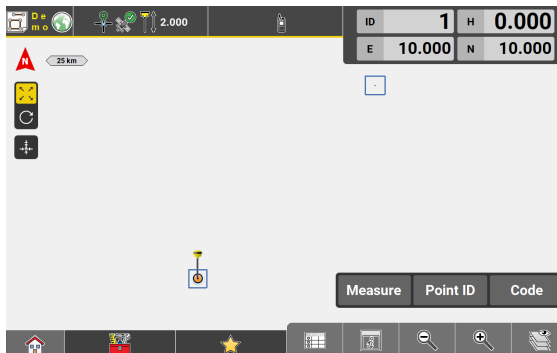 De
mo
2.000
ID 1 H 0.000
E 10.000 N 10.000
N
25 km
Measure Point ID Code